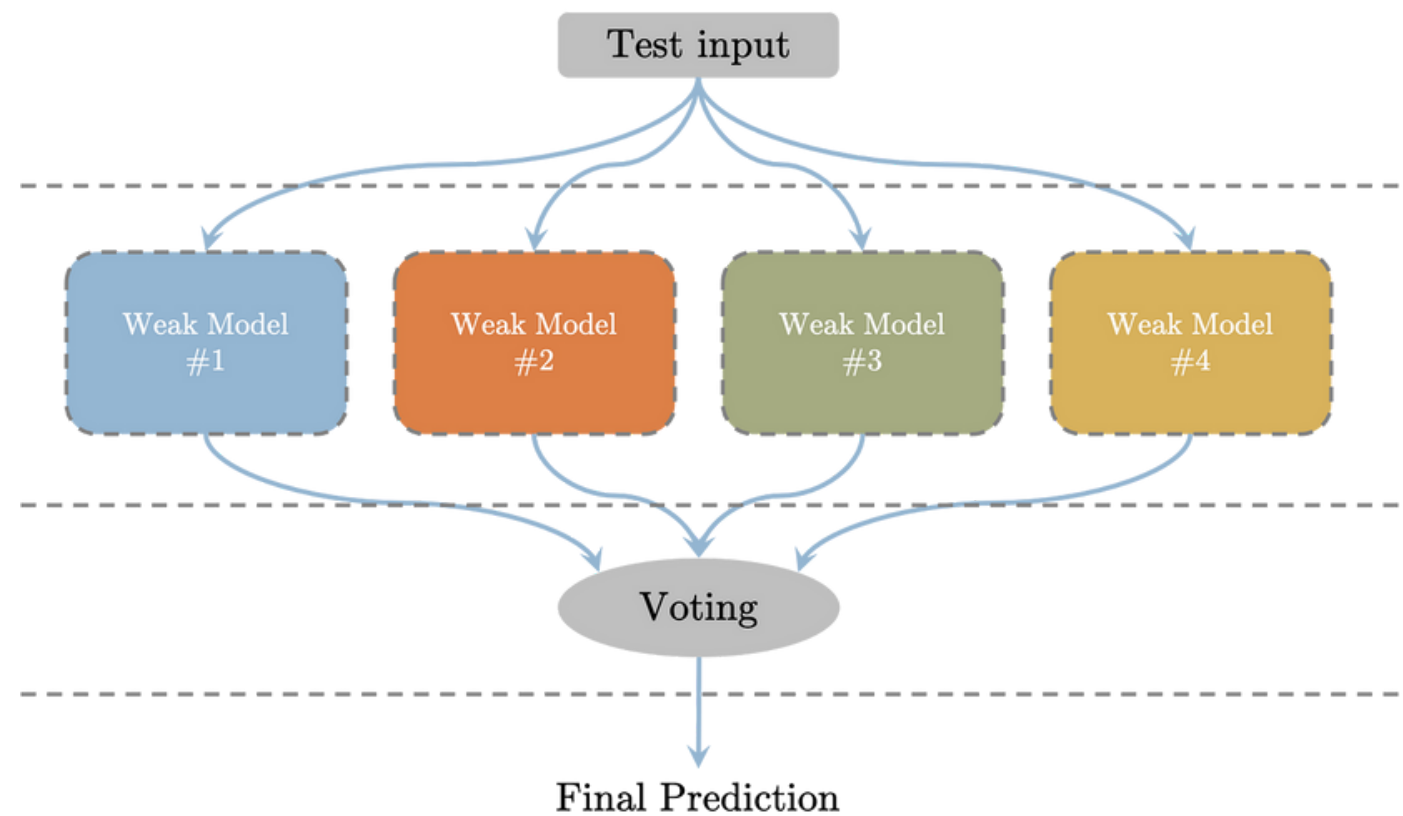 Test input
Weak Model
#1
Weak Model
#2
Weak Model
#3
Weak Model
#4
Voting
Final Prediction